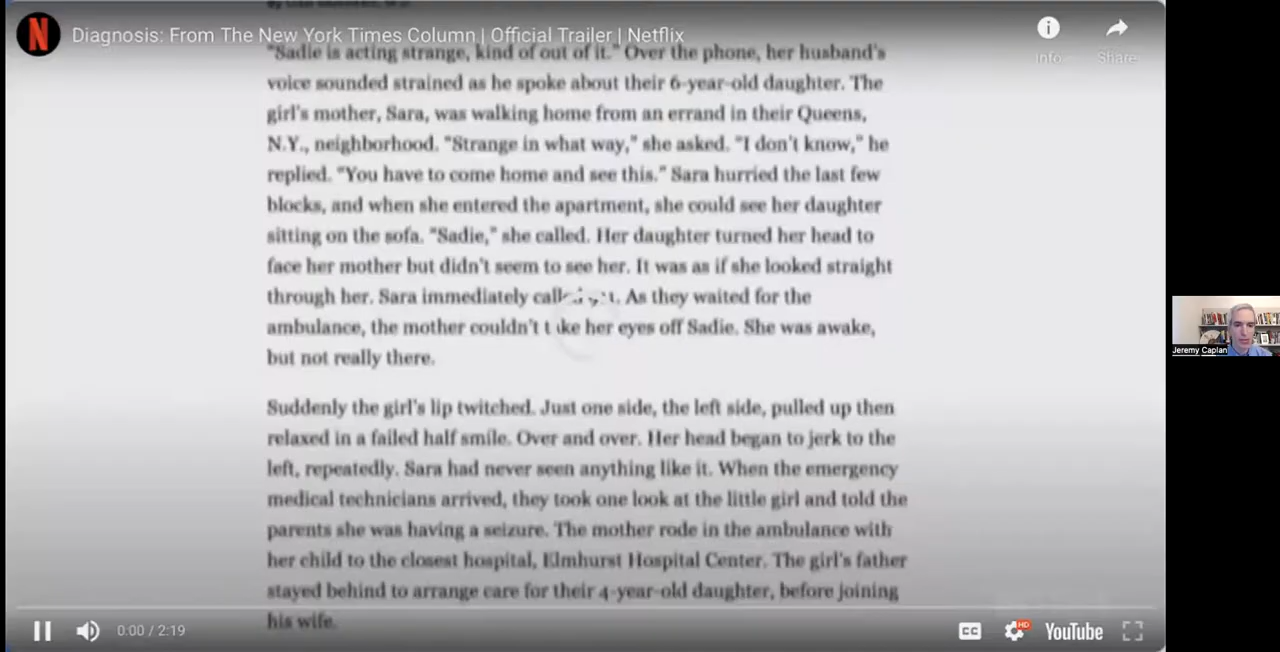 Diagnosis: From The New York Times Column | Official Trailer | Netflix
Info
Share
"Sadie is acting strange, kind of out of it." Over the phone, her husband's
voice sounded strained as he spoke about their 6-year-old daughter. The
girl's mother, Sara, was walking home from an errand in their Queens,
N.Y., neighborhood. "Strange in what way," she asked. "I don't know," he
replied. "You have to come home and see this." Sara hurried the last few
blocks, and when she entered the apartment, she could see her daughter
sitting on the sofa. "Sadie," she called. Her daughter turned her head to
face her mother but didn't seem to see her. It was as if she looked straight
through her. Sara immediately As they waited for the
ambulance, the mother couldn't take her eyes off Sadie. She was awake,
but not really there.
Suddenly the girl's lip twitched. Just one side, the left side, pulled up then
relaxed in a failed half smile. Over and over. Her head began to jerk to the
left, repeatedly. Sara had never seen anything like it. When the emergency
medical technicians arrived, they took one look at the little girl and told the
parents she was having a seizure. The mother rode in the ambulance with
her child to the closest hospital, Elmhurst Hospital Center. The girl's father
stayed behind to arrange care for their 4-year-old daughter, before joining
his wife.
0:00 / 2:19
CC
HD
YouTube
Jeremy Caplan